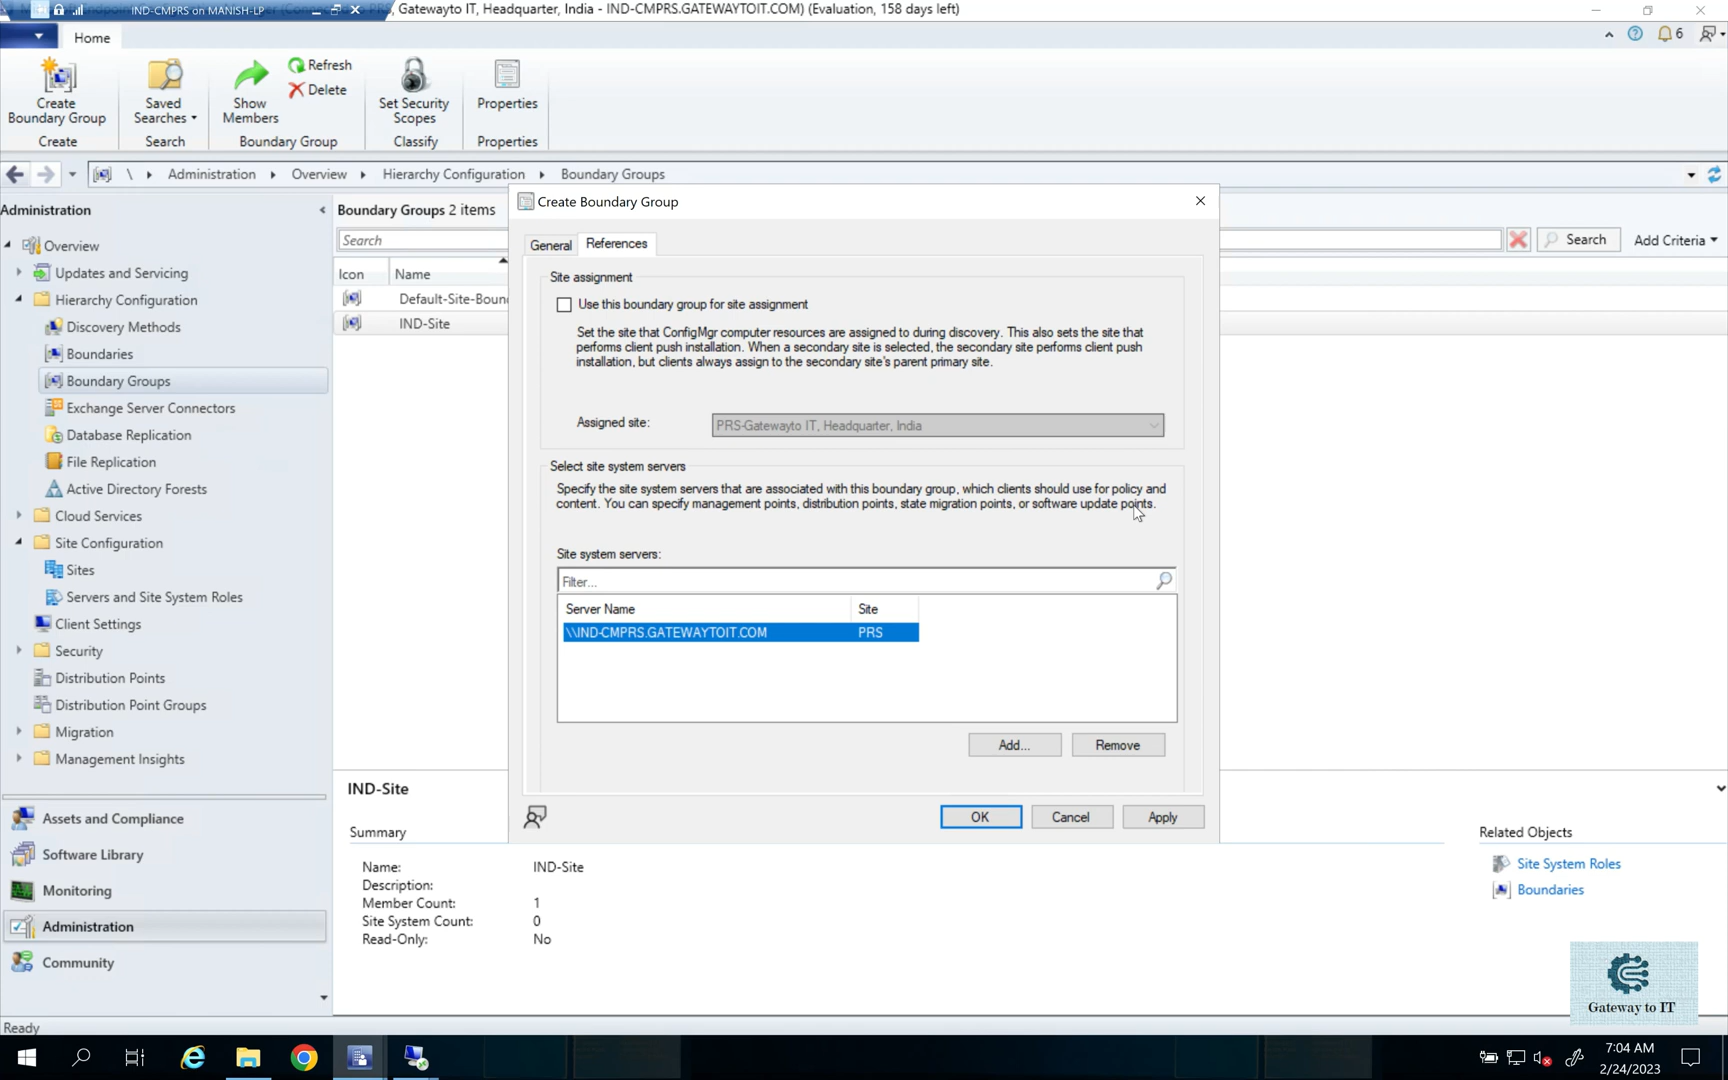 IND-CMPRS on MANISH-LP
, Gatewayto IT, Headquarter, India - IND-CMPRS.GATEWAYTOIT.COM) (Evaluation, 158 days left)
Home
6
Create
Boundary Group
Saved
Searches
Show
Members
Refresh
Delete
Set Security
Scopes
Properties
Create
Search
Boundary Group
Classify
Properties
\ Administration Overview Hierarchy Configuration Boundary Groups
Administration
Overview
Updates and Servicing
Hierarchy Configuration
Discovery Methods
Boundaries
Boundary Groups
Exchange Server Connectors
Database Replication
File Replication
Active Directory Forests
Cloud Services
Site Configuration
Sites
Servers and Site System Roles
Client Settings
Security
Distribution Points
Distribution Point Groups
Migration
Management Insights
Assets and Compliance
Software Library
Monitoring
Administration
Community
Boundary Groups 2 items
Search
Search
Add Criteria
Icon Name
Default-Site-Boun
IND-Site
Create Boundary Group
General References
Site assignment
Use this boundary group for site assignment
Set the site that ConfigMgr computer resources are assigned to during discovery. This also sets the site that
performs client push installation. When a secondary site is selected, the secondary site performs client push
installation, but clients always assign to the secondary site's parent primary site.
Assigned site: PRS-Gatewayto IT, Headquarter, India
Select site system servers
Specify the site system servers that are associated with this boundary group, which clients should use for policy and
content. You can specify management points, distribution points, state migration points, or software update points.
Site system servers:
Filter...
Server Name Site
\\IND-CMPRS.GATEWAYTOIT.COM PRS
Add... Remove
OK Cancel Apply
IND-Site
Summary
Name: IND-Site
Description:
Member Count: 1
Site System Count: 0
Read-Only: No
Related Objects
Site System Roles
Boundaries
Gateway to IT
Ready
7:04 AM
2/24/2023